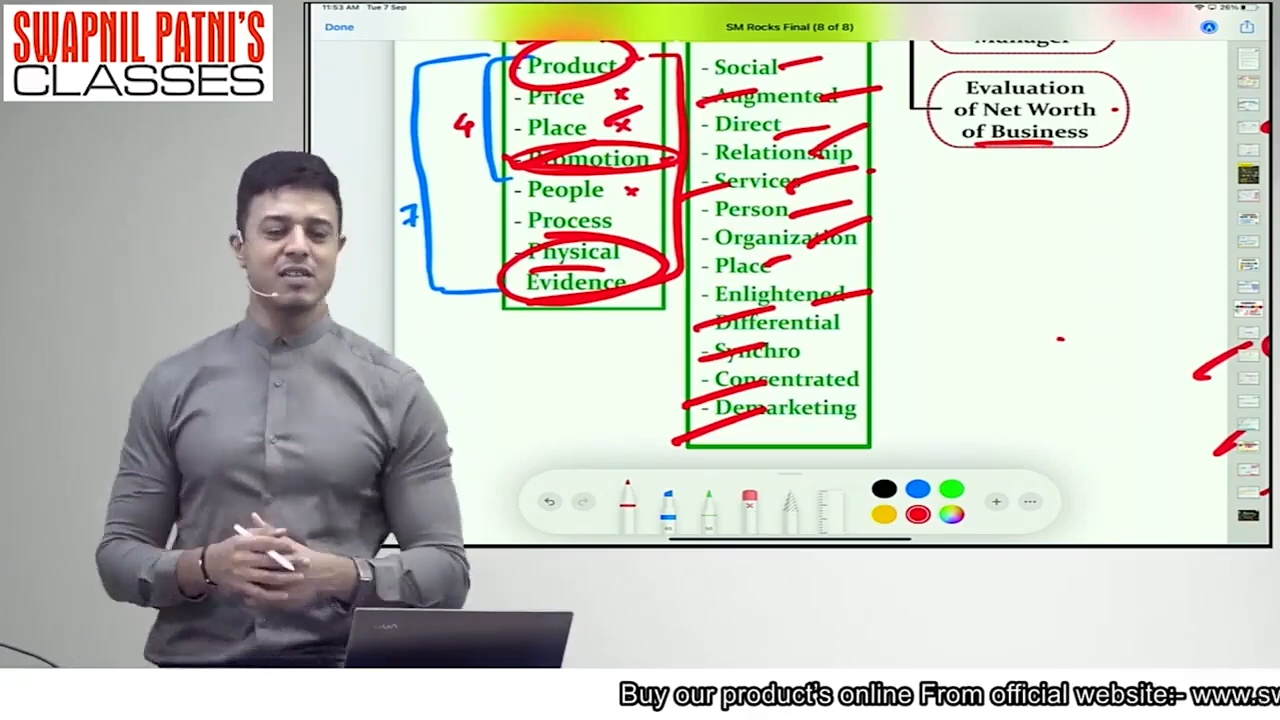 SWAPNIL PATNI'S
CLASSES
11:53 AM Tue 7 Sep
26%
Done
SM Rocks Final (8 of 8)
- Product
- Price x
- Place x
- Promotion
- People x
- Process
- Physical
Evidence
4
7
- Social
- Augmented
- Direct
- Relationship
- Services
- Person
- Organization
- Place
- Enlightened
- Differential
- Synchro
- Concentrated
- Demarketing
Manager
Evaluation
of Net Worth
of Business
Buy our product's online From official website:- www.sw